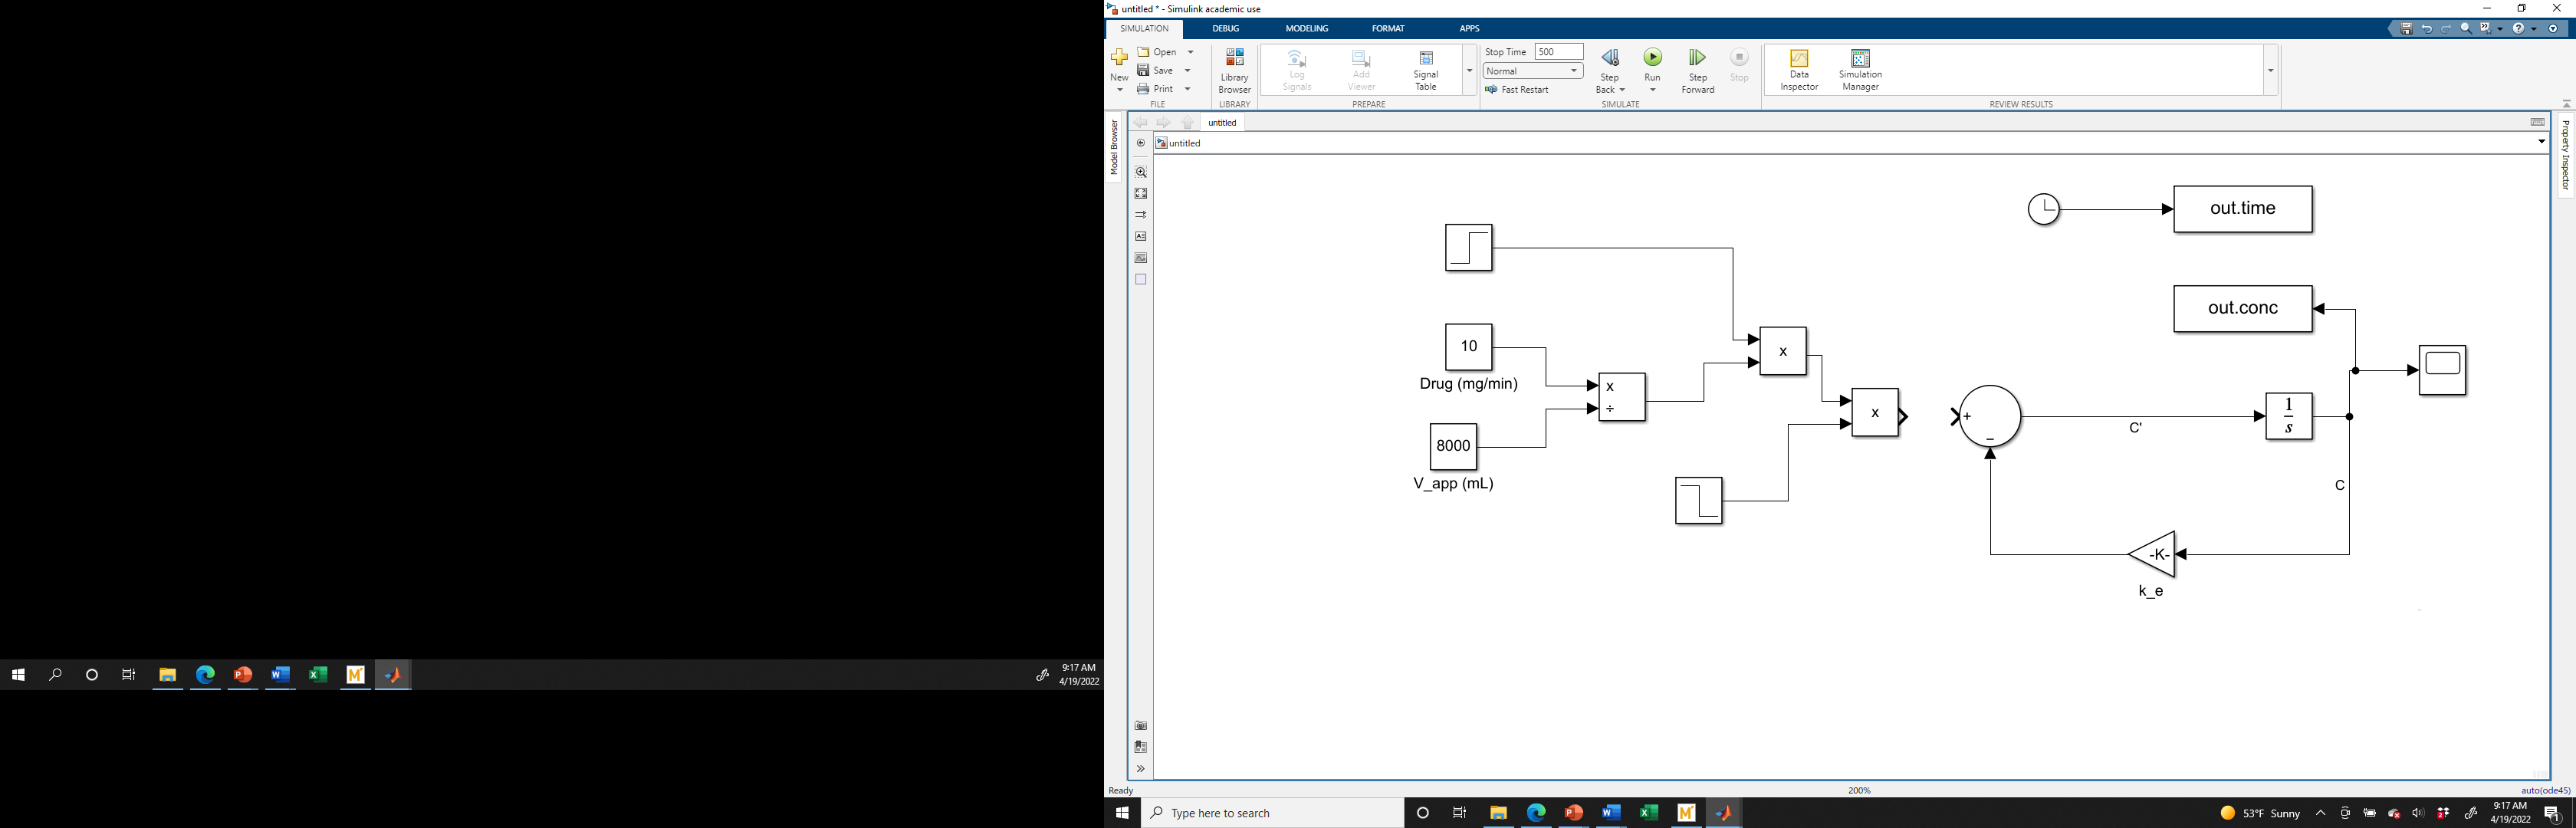 untitled * - Simulink academic use
SIMULATION DEBUG MODELING FORMAT APPS
New
Open
Save
Print
FILE
Library
Browser
LIBRARY
Log
Signals
Add
Viewer
Signal
Table
PREPARE
Stop Time 500
Normal
Fast Restart
Step
Back
Run
Step
Forward
Stop
SIMULATE
Data
Inspector
Simulation
Manager
REVIEW RESULTS
Model Browser
untitled
untitled
Property Inspector
out.time
out.conc
10
Drug (mg/min)
8000
V_app (mL)
x
÷
x
x
+
−
C'
1
s
C
-K-
k_e
Ready
200%
auto(ode45)
9:17 AM
4/19/2022
Type here to search
53°F Sunny
9:17 AM
4/19/2022
1